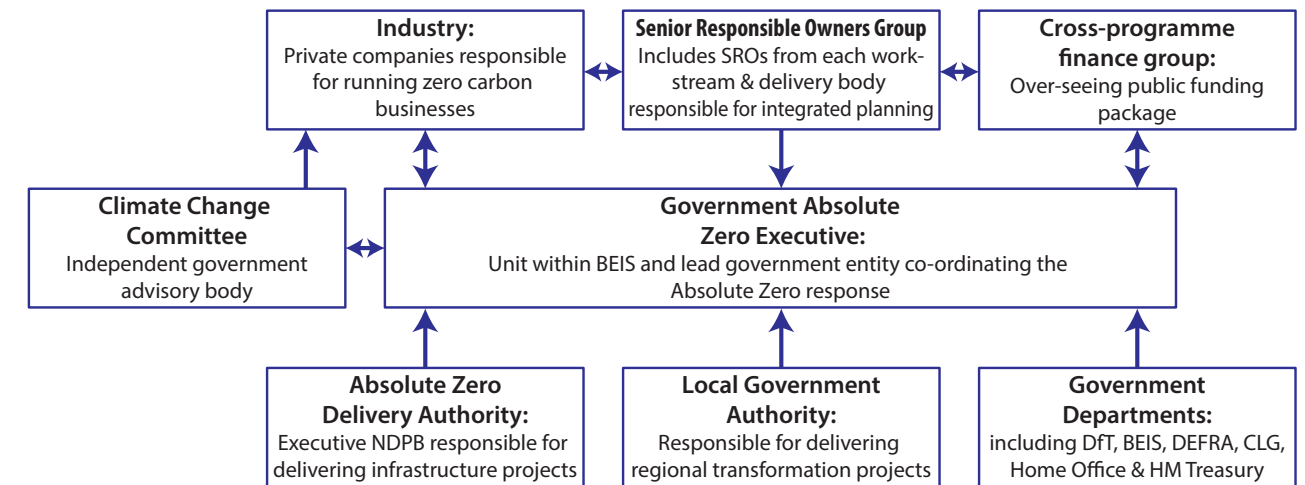 Industry:
Private companies responsible
for running zero carbon
businesses
Senior Responsible Owners Group
Includes SROs from each work-
stream & delivery body
responsible for integrated planning
Cross-programme
finance group:
Over-seeing public funding
package
Climate Change
Committee
Independent government
advisory body
Government Absolute
Zero Executive:
Unit within BEIS and lead government entity co-ordinating the
Absolute Zero response
Absolute Zero
Delivery Authority:
Executive NDPB responsible for
delivering infrastructure projects
Local Government
Authority:
Responsible for delivering
regional transformation projects
Government
Departments:
including DfT, BEIS, DEFRA, CLG,
Home Office & HM Treasury